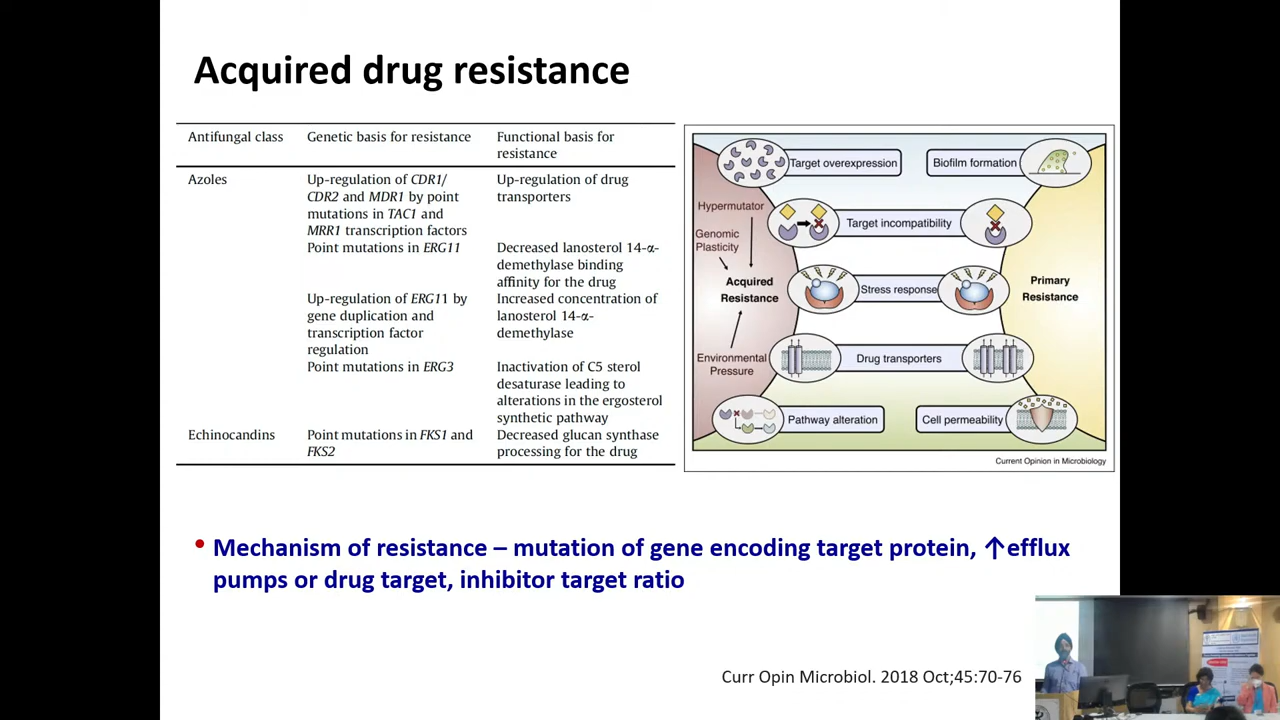 Acquired drug resistance
Antifungal class
Genetic basis for resistance
Functional basis for
resistance
Azoles
Up-regulation of CDR1/
CDR2 and MDR1 by point
mutations in TAC1 and
MRR1 transcription factors
Up-regulation of drug
transporters
Point mutations in ERG11
Decreased lanosterol 14-α-
demethylase binding
affinity for the drug
Up-regulation of ERG11 by
gene duplication and
transcription factor
regulation
Increased concentration of
lanosterol 14-α-
demethylase
Point mutations in ERG3
Inactivation of C5 sterol
desaturase leading to
alterations in the ergosterol
synthetic pathway
Echinocandins
Point mutations in FKS1 and
FKS2
Decreased glucan synthase
processing for the drug
Target overexpression
Biofilm formation
Hypermutator
Target incompatibility
Genomic
Plasticity
Acquired
Resistance
Stress response
Primary
Resistance
Environmental
Pressure
Drug transporters
Pathway alteration
Cell permeability
Current Opinion in Microbiology
• Mechanism of resistance – mutation of gene encoding target protein, ↑efflux
pumps or drug target, inhibitor target ratio
Curr Opin Microbiol. 2018 Oct;45:70-76